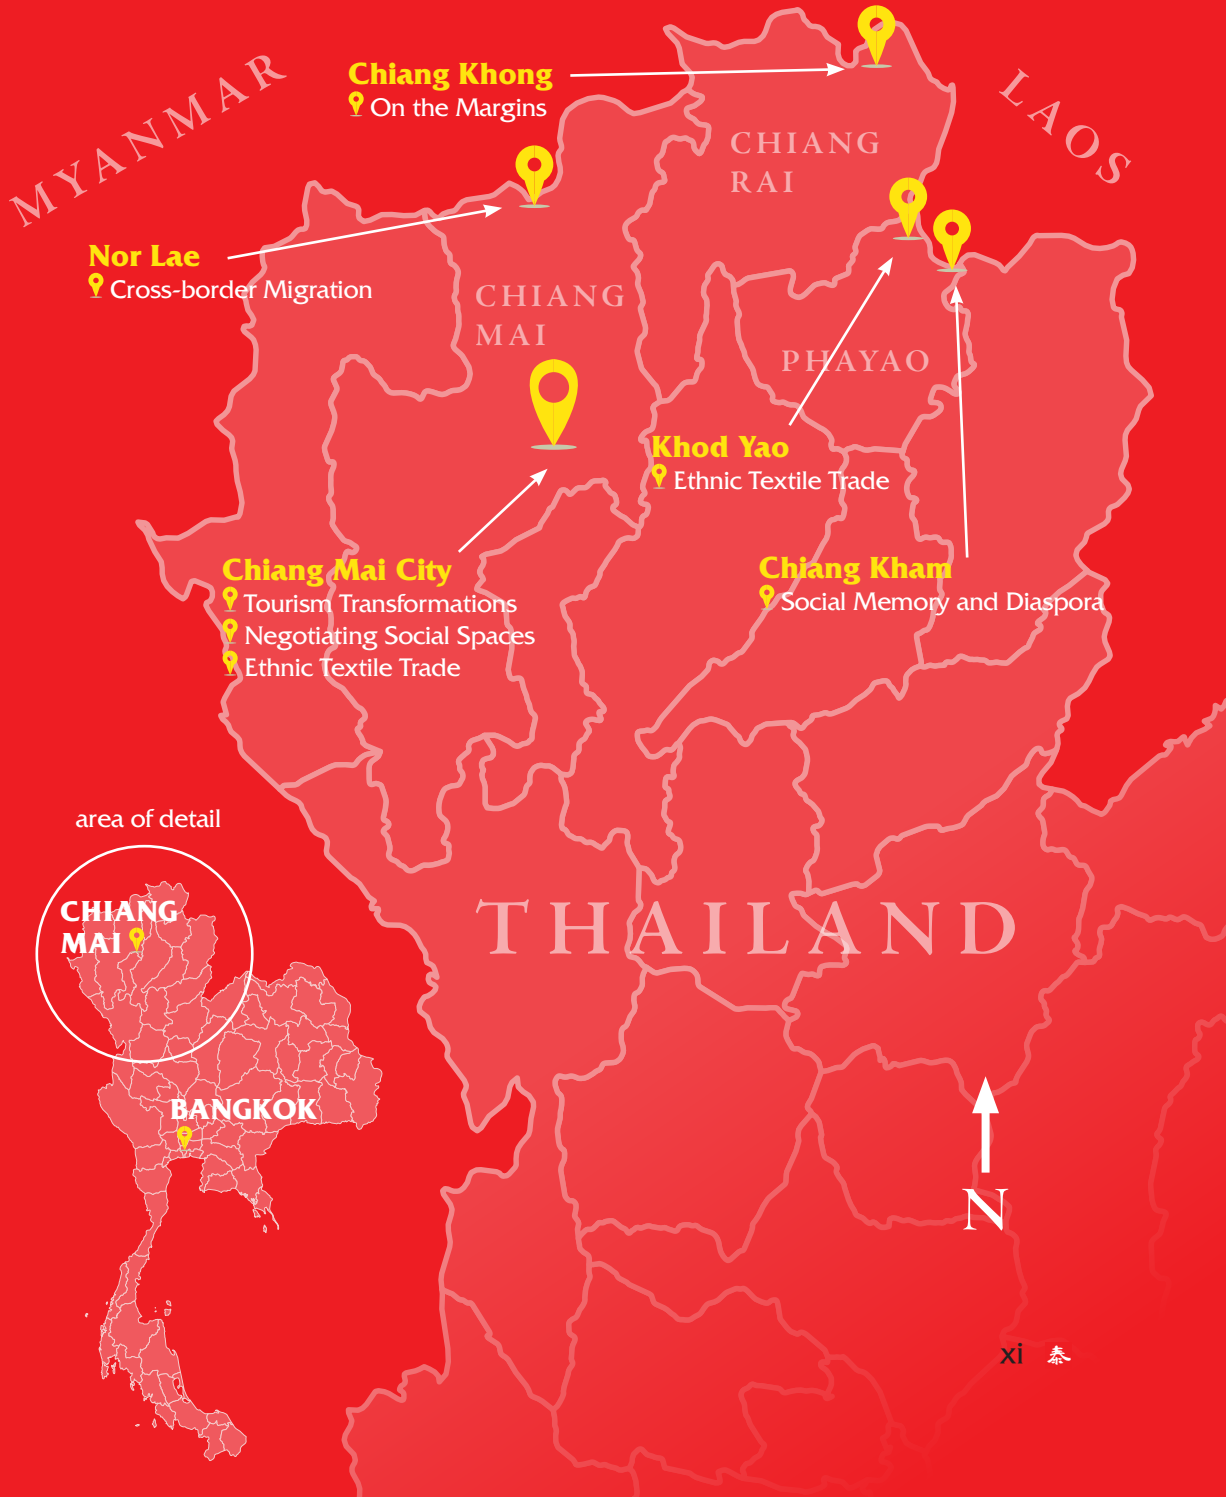 MYANMAR
Chiang Khong
On the Margins
LAOS
CHIANG
RAI
Nor Lae
Cross-border Migration
CHIANG
MAI
PHAYAO
Khod Yao
Ethnic Textile Trade
Chiang Mai City
Tourism Transformations
Negotiating Social Spaces
Ethnic Textile Trade
Chiang Kham
Social Memory and Diaspora
area of detail
CHIANG
MAI
THAILAND
BANGKOK
N
xi 泰